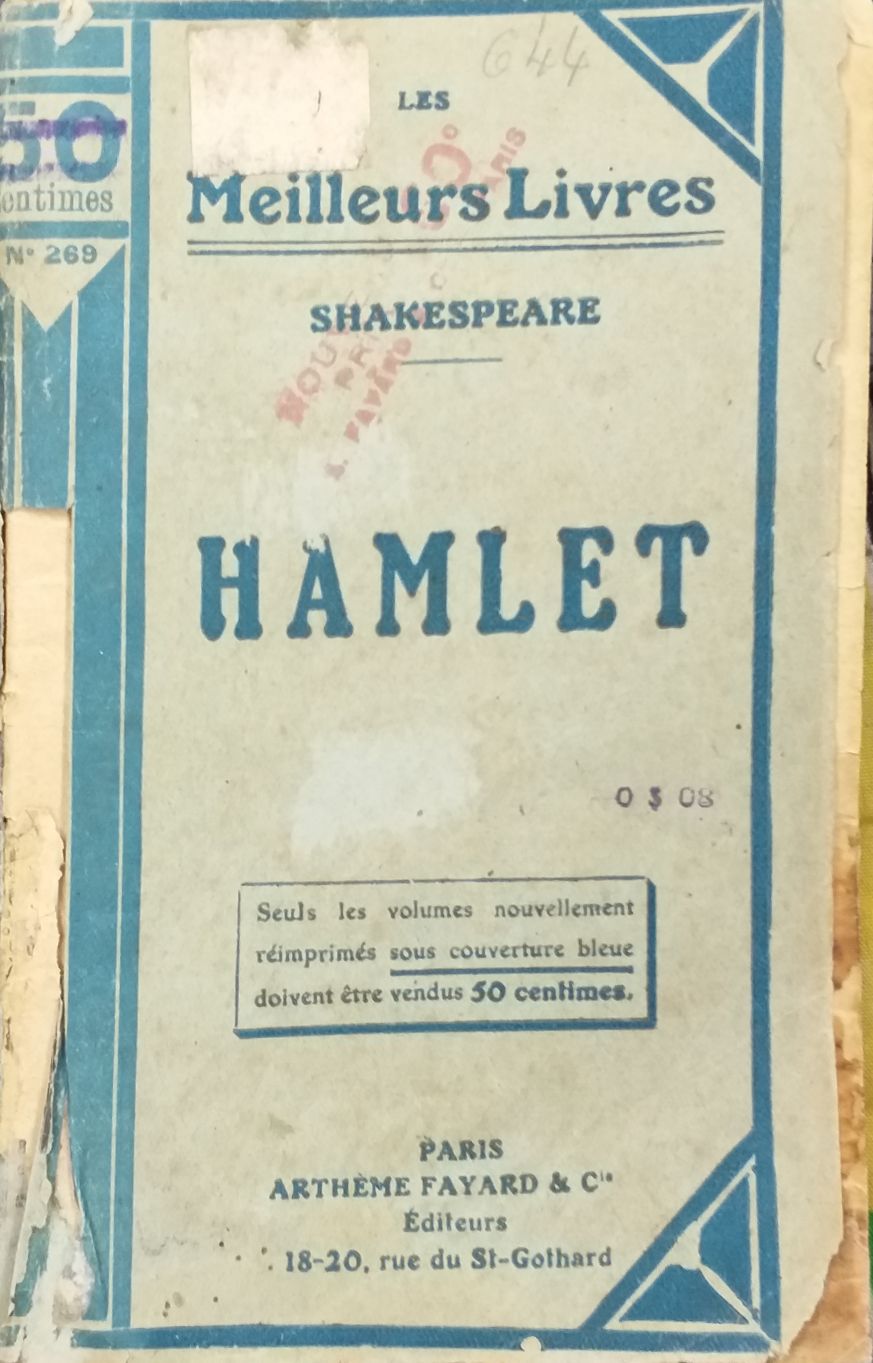 644
LES
50
centimes
Meilleurs Livres
N° 269
SHAKESPEARE
HAMLET
0 $ 08
Seuls les volumes nouvellement
réimprimés sous couverture bleue
doivent être vendus 50 centimes.
PARIS
ARTHÈME FAYARD & Cie
Éditeurs
18-20, rue du St-Gothard